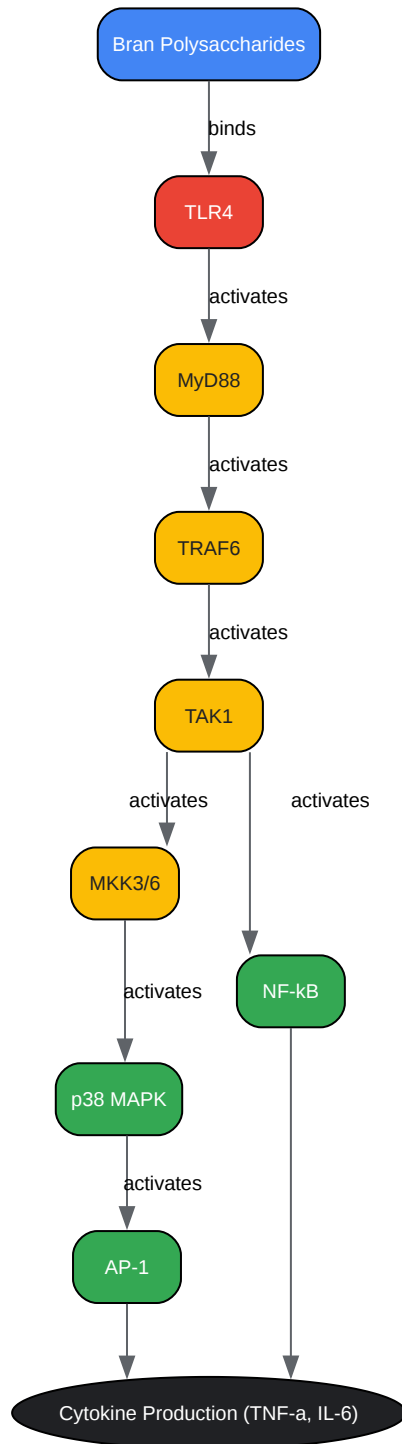 Bran Polysaccharides
binds
TLR4
activates
MyD88
activates
TRAF6
activates
TAK1
activates
activates
MKK3/6
NF-kB
activates
p38 MAPK
activates
AP-1
Cytokine Production (TNF-a, IL-6)